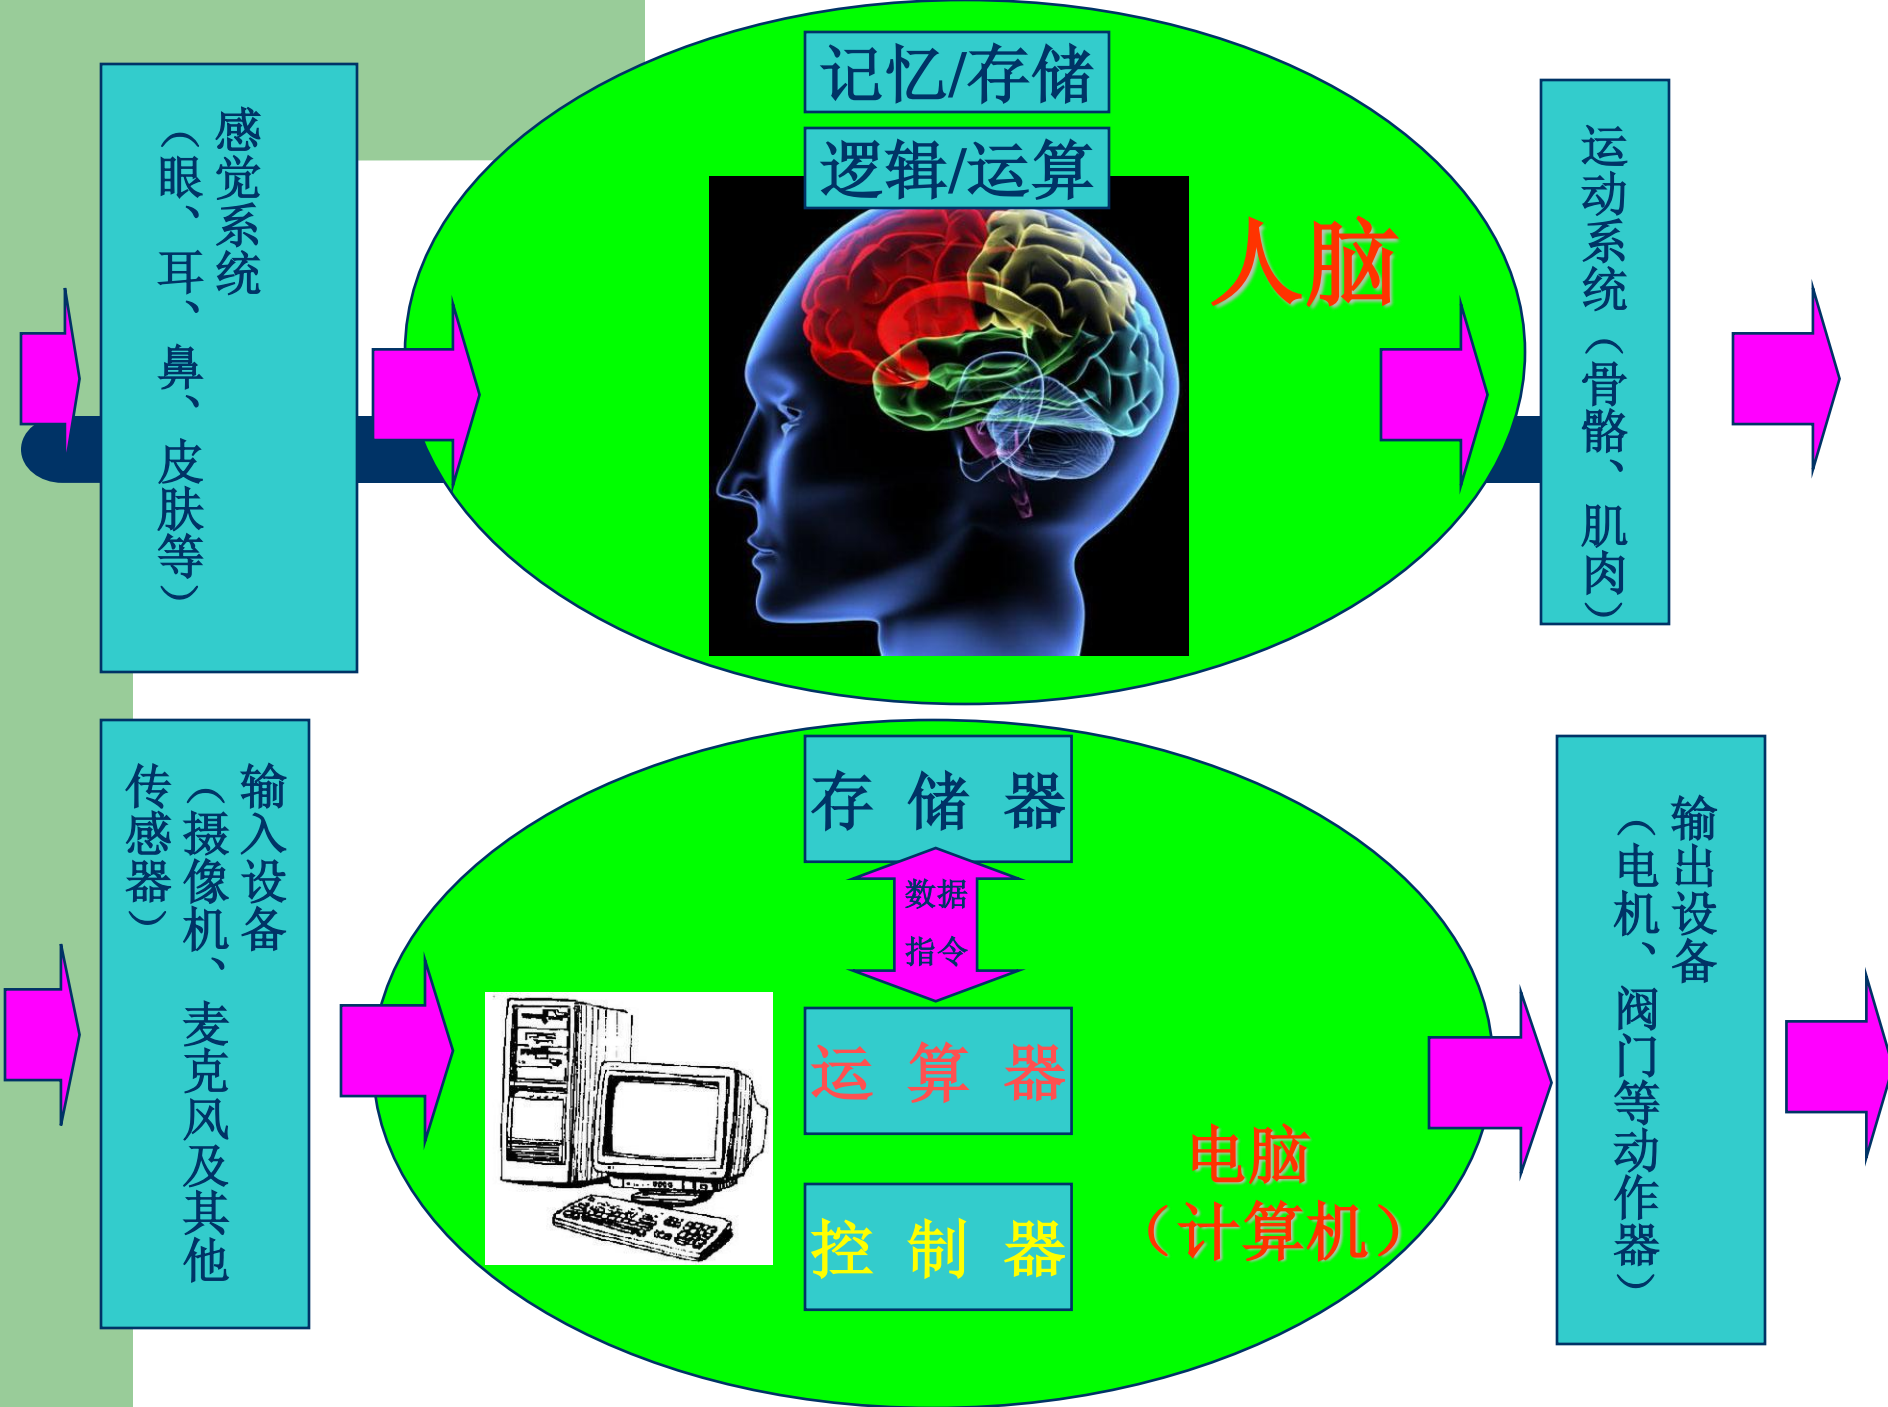 记忆/存储
逻辑/运算
感觉系统
（眼、耳、鼻、皮肤等）
人脑
运动系统（骨骼、肌肉）
输入设备
（摄像机、麦克风及其他
传感器）
存 储 器
数据
指令
运 算 器
控 制 器
电脑
（计算机）
输出设备
（电机、阀门等动作器）